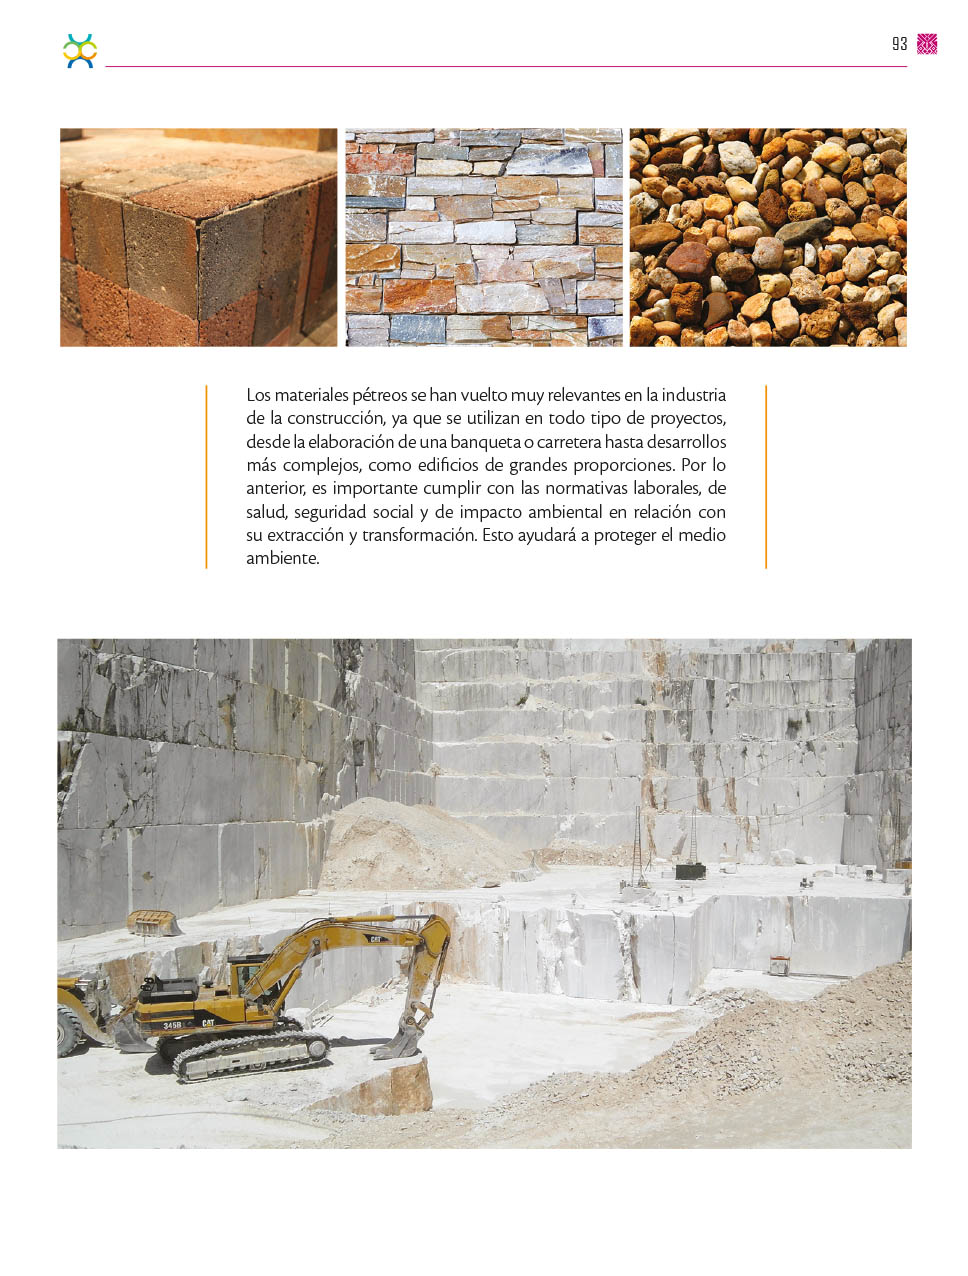 93
Los materiales pétreos se han vuelto muy relevantes en la industria
de la construcción, ya que se utilizan en todo tipo de proyectos,
desde la elaboración de una banqueta o carretera hasta desarrollos
más complejos, como edificios de grandes proporciones. Por lo
anterior, es importante cumplir con las normativas laborales, de
salud, seguridad social y de impacto ambiental en relación con
su extracción y transformación. Esto ayudará a proteger el medio
ambiente.
CAT
345B CAT